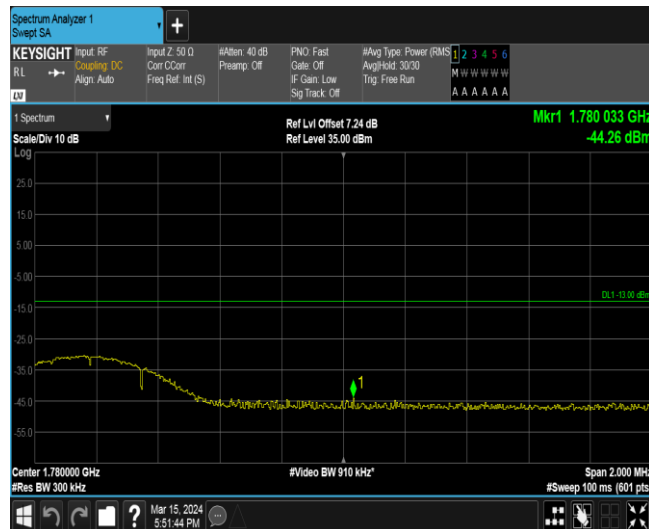 Spectrum Analyzer 1
Swept SA
+
KEYSIGHT
RL
LXI
Input: RF
Coupling: DC
Align: Auto
Input Z: 50 Ω
Corr CCorr
Freq Ref: Int (S)
#Atten: 40 dB
Preamp: Off
PNO: Fast
Gate: Off
IF Gain: Low
Sig Track: Off
#Avg Type: Power (RMS
Avg|Hold: 30/30
Trig: Free Run
1 2 3 4 5 6
M W W W W W
A A A A A A
1 Spectrum
Scale/Div 10 dB
Ref Lvl Offset 7.24 dB
Ref Level 35.00 dBm
Mkr1 1.780 033 GHz
-44.26 dBm
Log
25.0
15.0
5.00
-5.00
DL1 -13.00 dBm
-15.0
-25.0
-35.0
1
-45.0
-55.0
Center 1.780000 GHz
#Video BW 910 kHz*
Span 2.000 MHz
#Res BW 300 kHz
#Sweep 100 ms (601 pts
?
Mar 15, 2024
5:51:44 PM